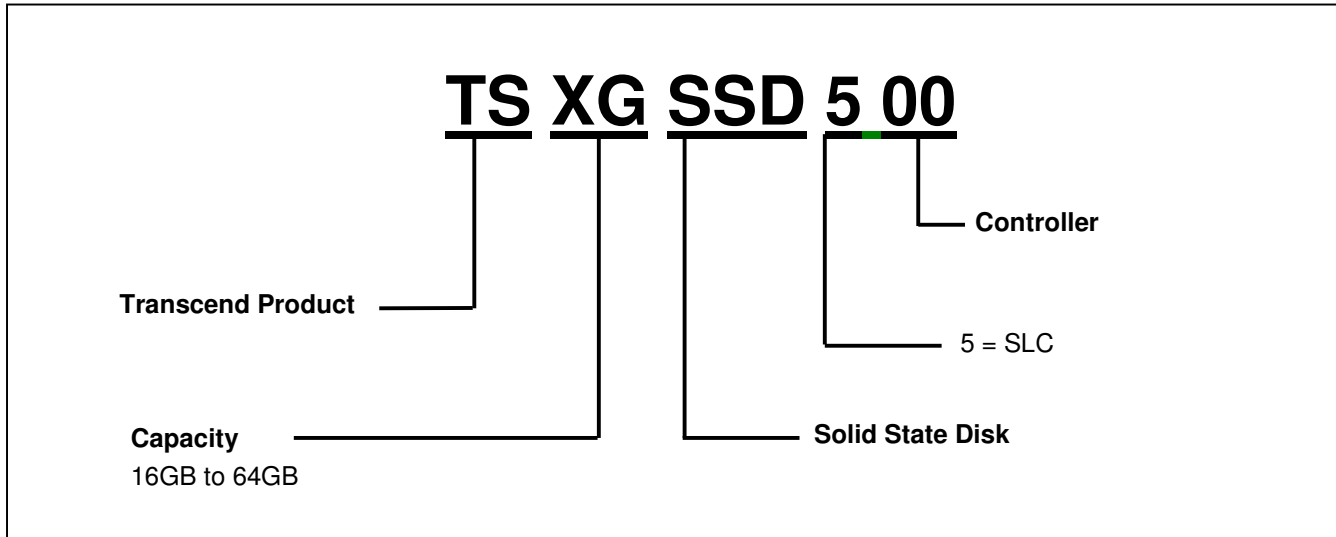 TS XG SSD 5 00
Controller
Transcend Product
5 = SLC
Capacity
16GB to 64GB
Solid State Disk